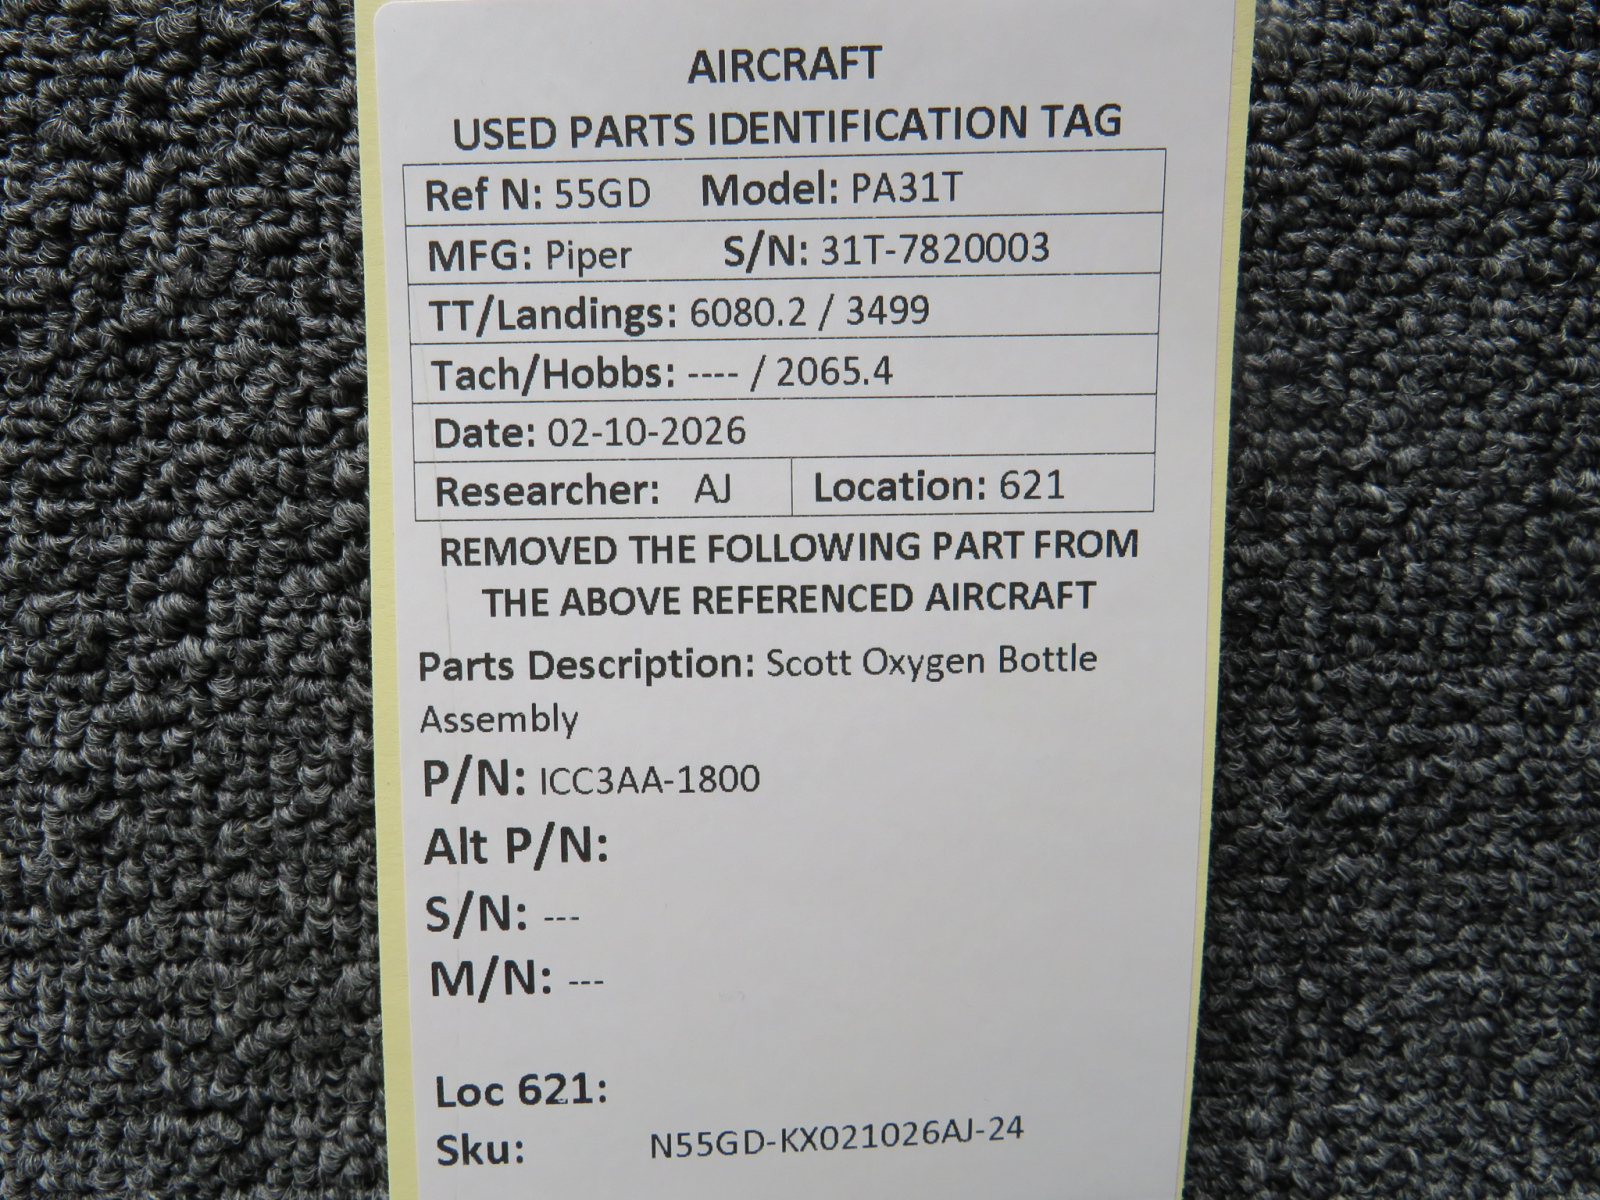 AIRCRAFT
USED PARTS IDENTIFICATION TAG
Ref N: 55GD Model: PA31T
MFG: Piper S/N: 31T-7820003
TT/Landings: 6080.2 / 3499
Tach/Hobbs: ---- / 2065.4
Date: 02-10-2026
Researcher: AJ Location: 621
REMOVED THE FOLLOWING PART FROM
THE ABOVE REFERENCED AIRCRAFT
Parts Description: Scott Oxygen Bottle
Assembly
P/N: ICC3AA-1800
Alt P/N:
S/N: ---
M/N: ---
Loc 621:
Sku: N55GD-KX021026AJ-24